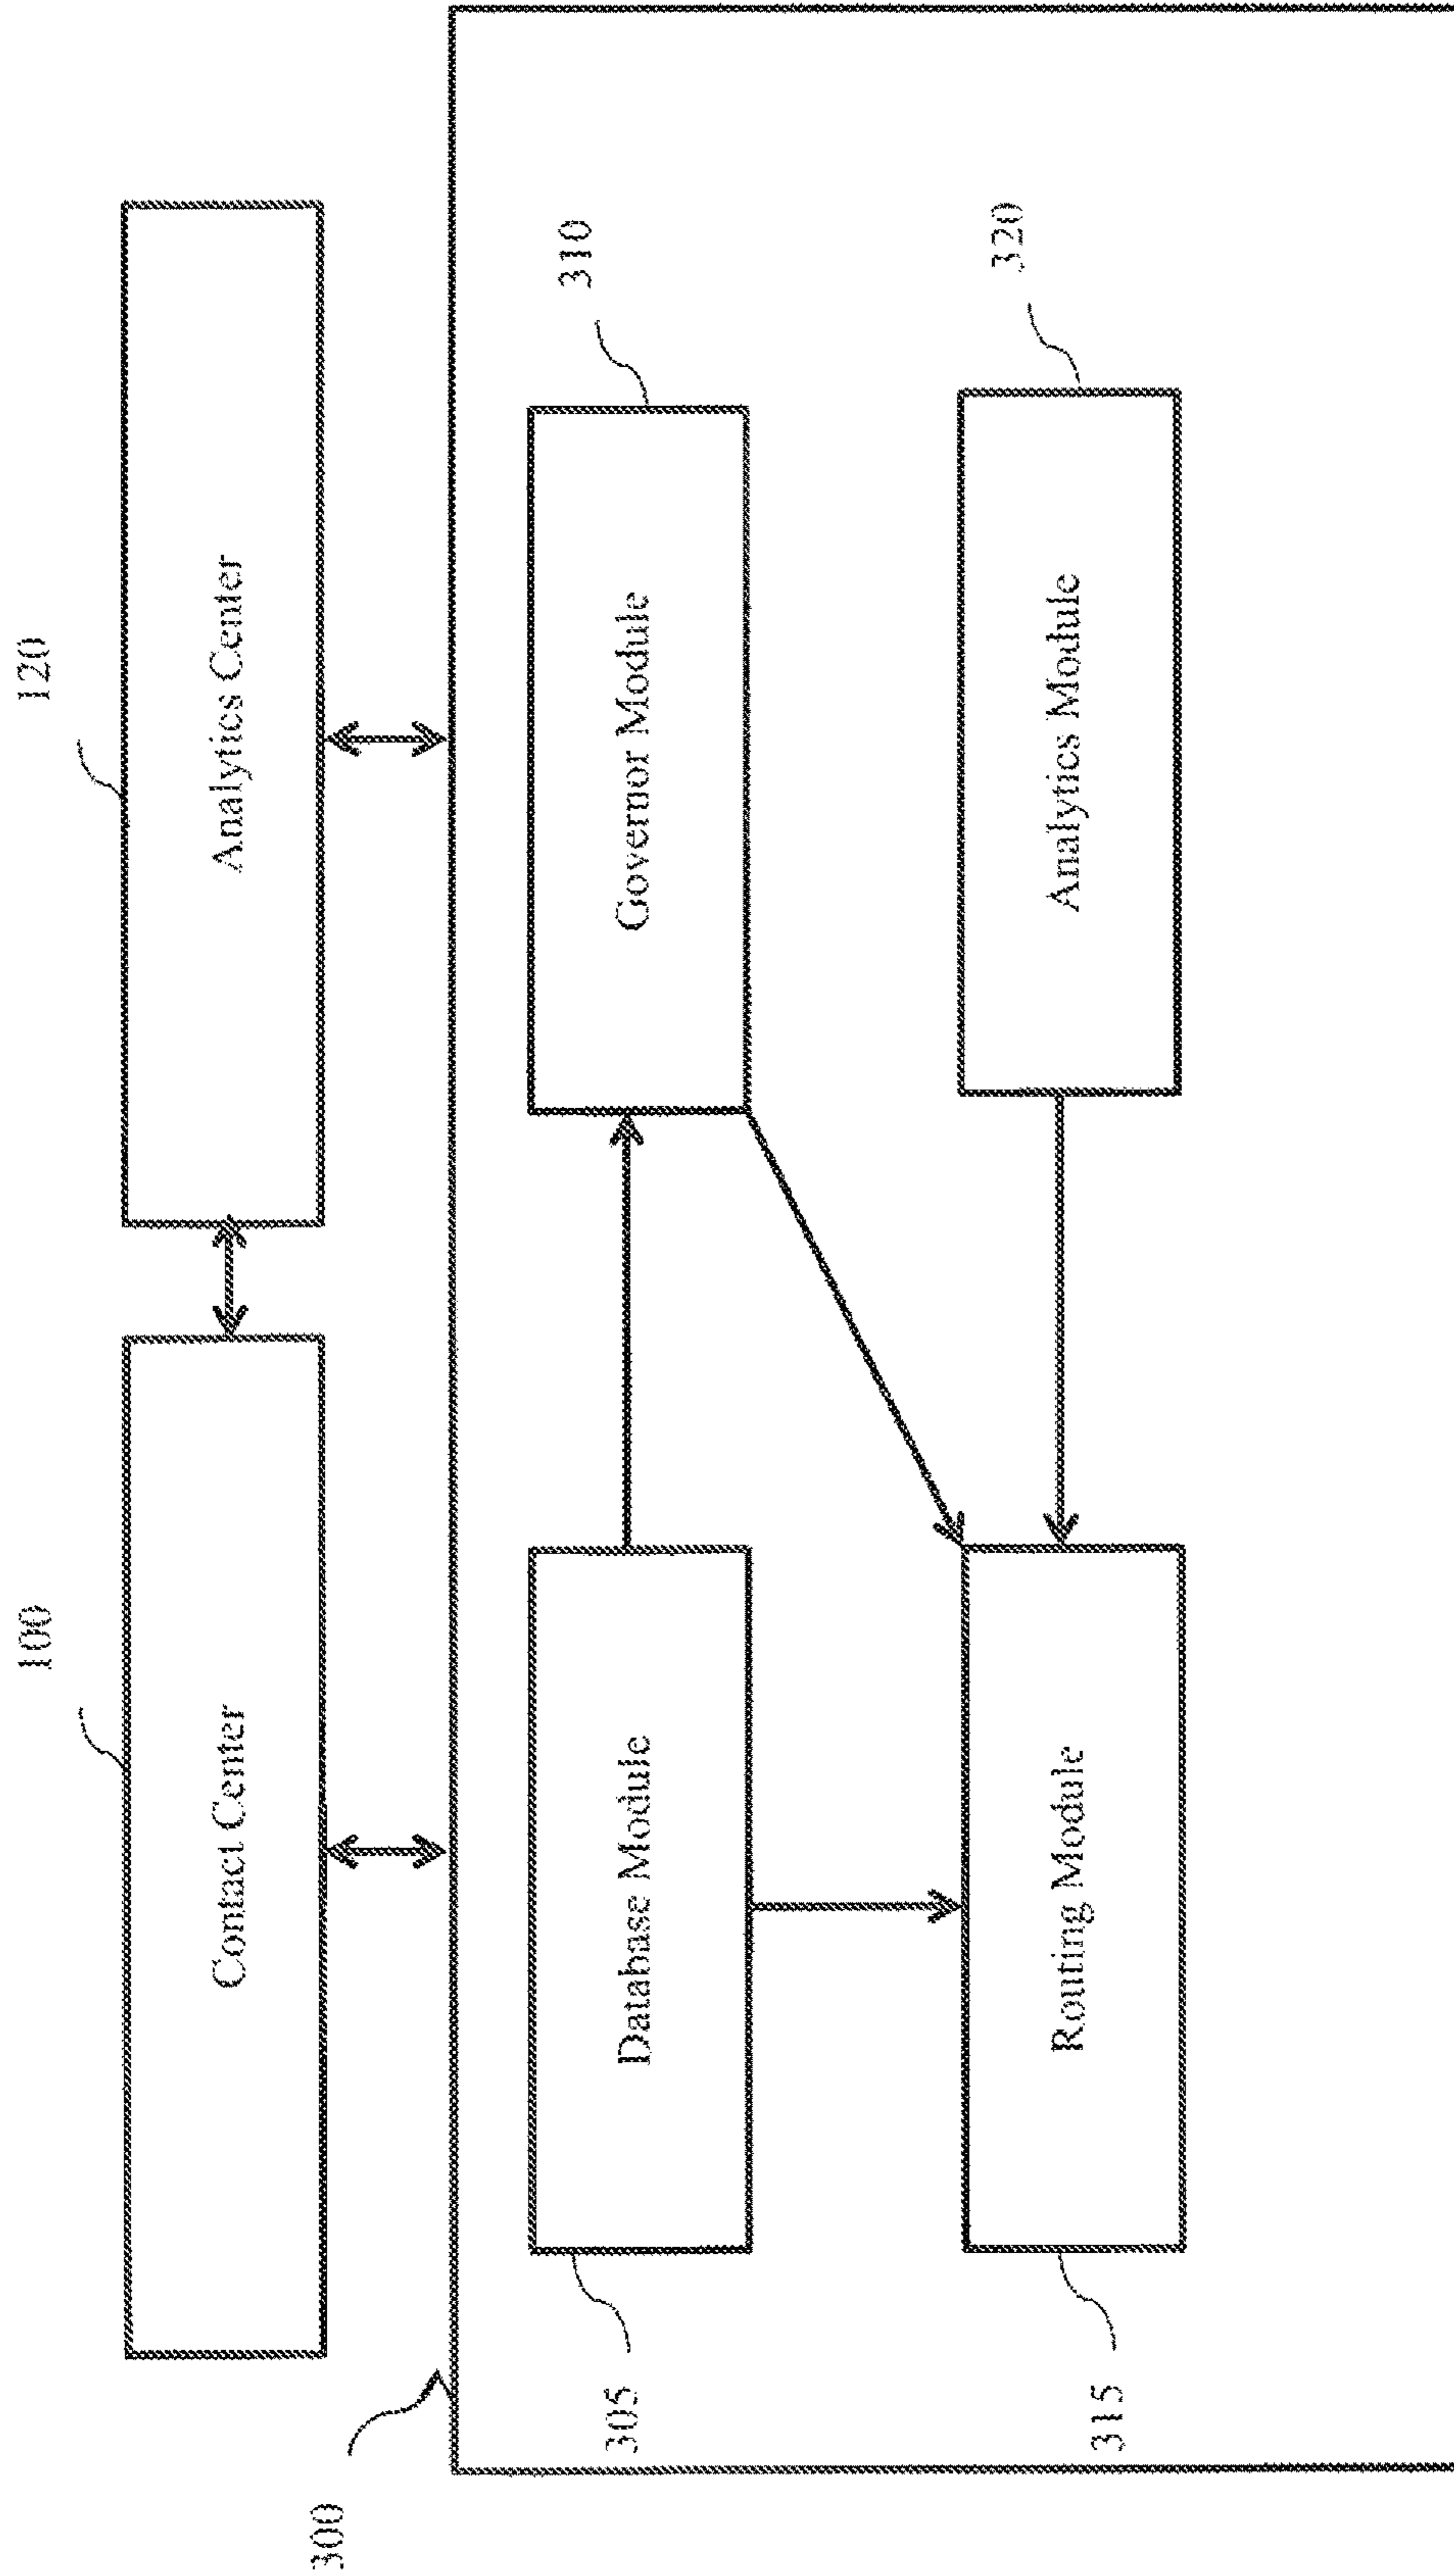 100
120
Contact Center
Analytics Center
300
305
Database Module
Governor Module
310
315
Routing Module
Analytics Module
320